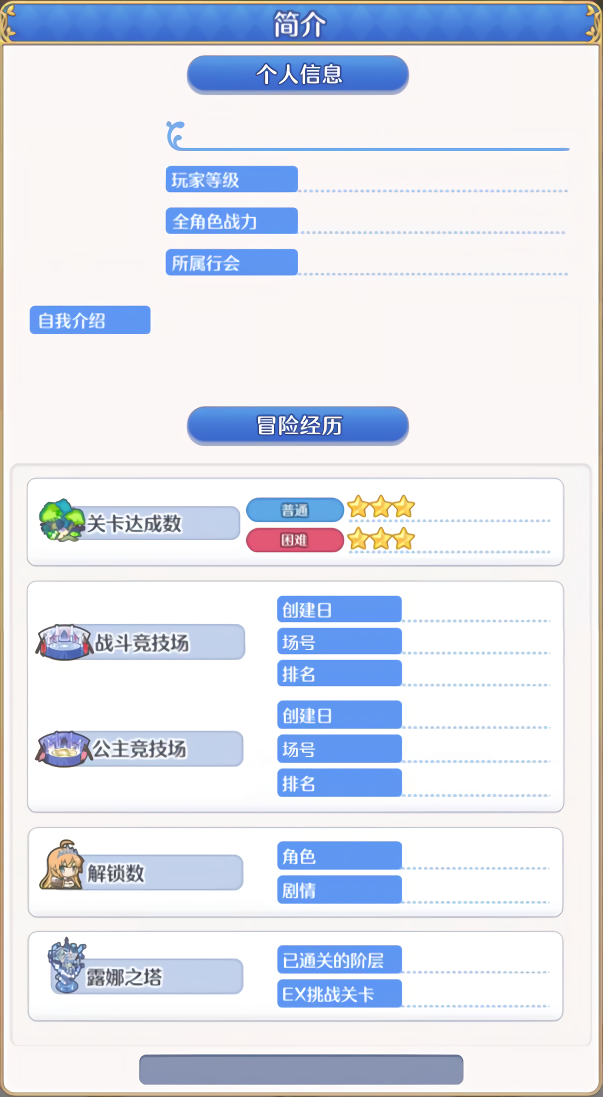 简介
个人信息
玩家等级
全角色战力
所属行会
自我介绍
冒险经历
关卡达成数
普通
困难
战斗竞技场
创建日
场号
排名
公主竞技场
创建日
场号
排名
解锁数
角色
剧情
露娜之塔
已通关的阶层
EX挑战关卡